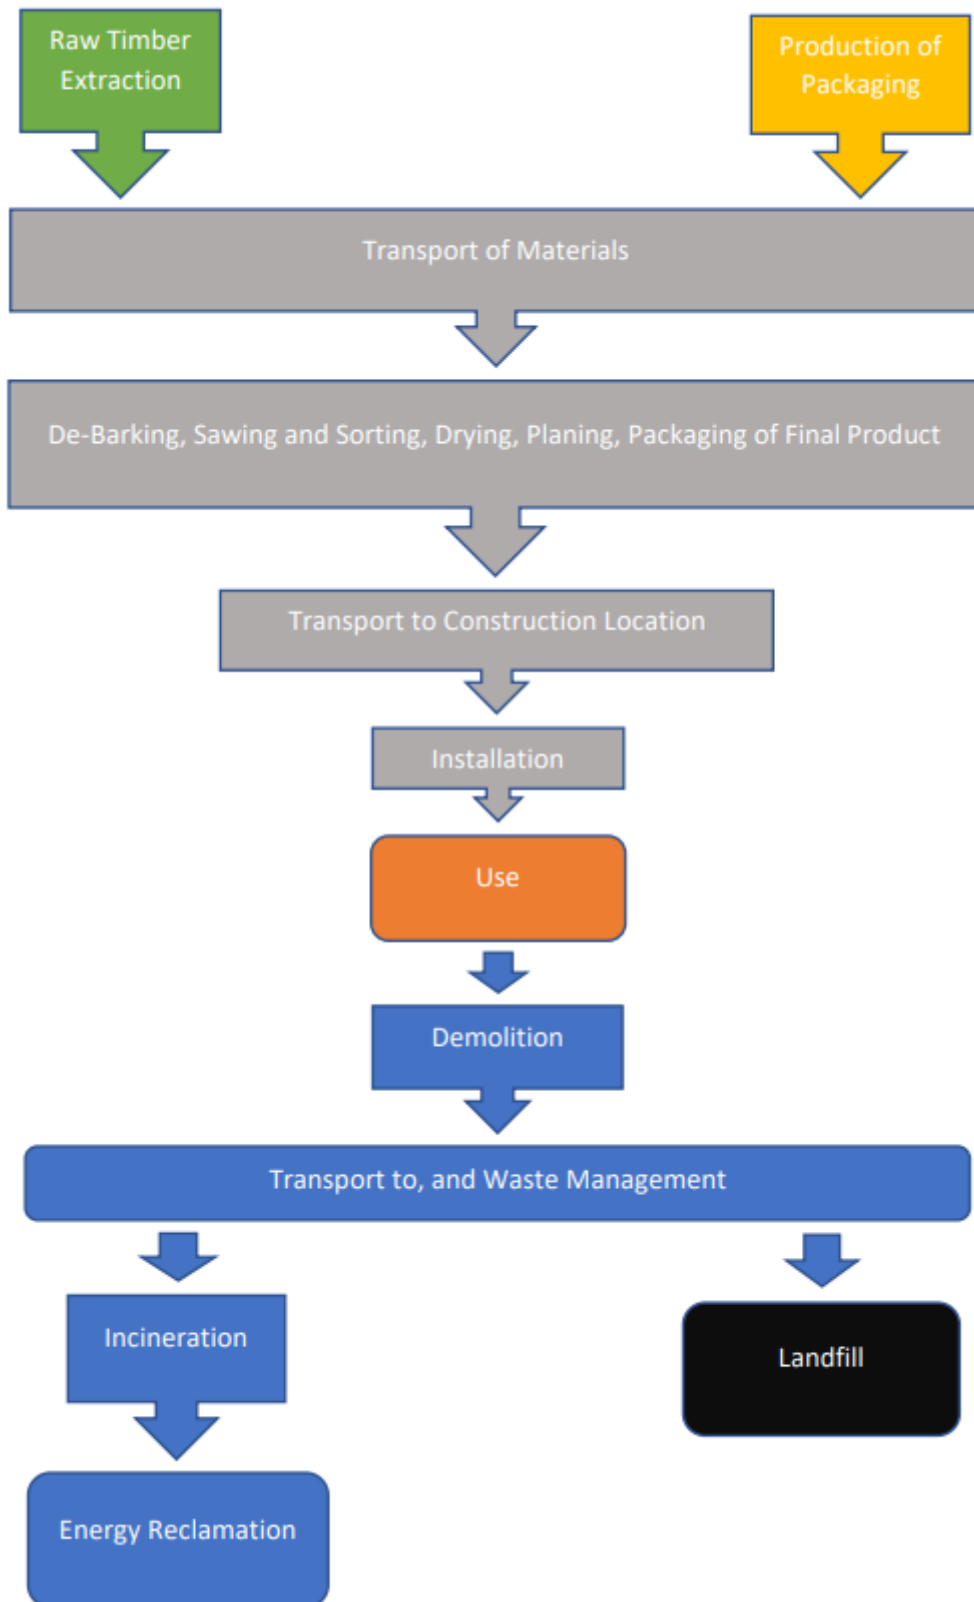 Raw Timber
Extraction
Production of
Packaging
Transport of Materials
De-Barking, Sawing and Sorting, Drying, Planing, Packaging of Final Product
Transport to Construction Location
Installation
Use
Demolition
Transport to, and Waste Management
Incineration
Landfill
Energy Reclamation